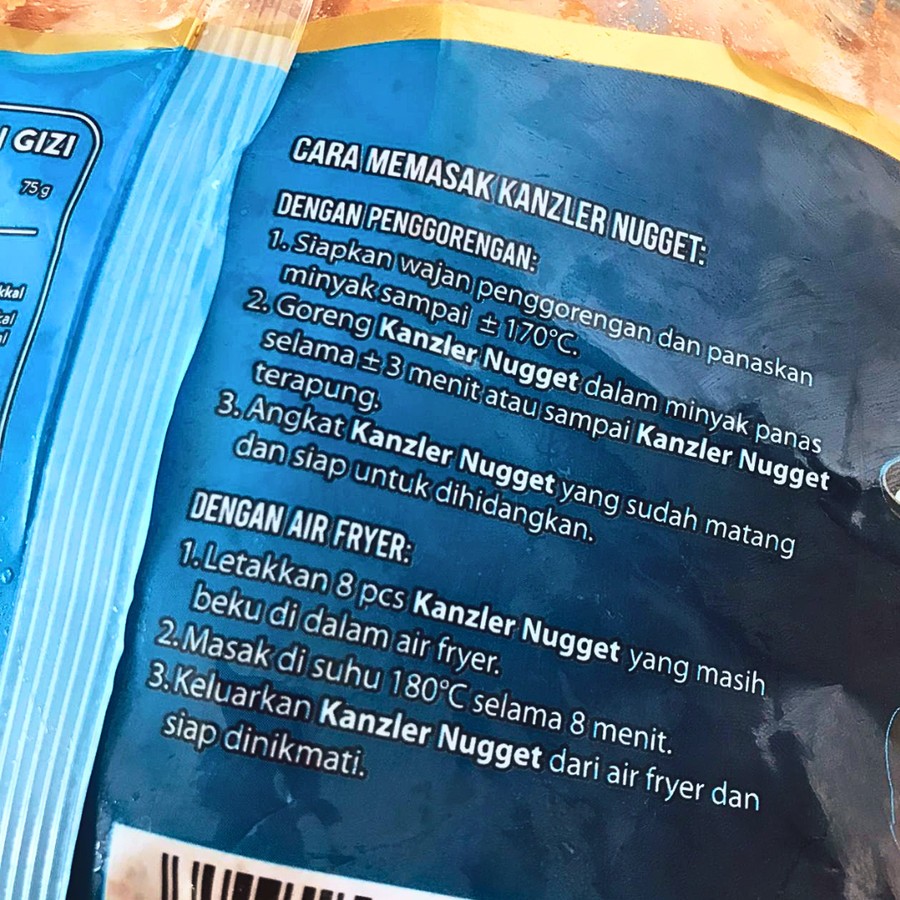 I GIZI
75 g
kkal
CARA MEMASAK KANZLER NUGGET:
DENGAN PENGGORENGAN:
1. Siapkan wajan penggorengan dan panaskan
minyak sampai ± 170°C.
2. Goreng Kanzler Nugget dalam minyak panas
selama ± 3 menit atau sampai Kanzler Nugget
terapung.
3. Angkat Kanzler Nugget yang sudah matang
dan siap untuk dihidangkan.
DENGAN AIR FRYER:
1. Letakkan 8 pcs Kanzler Nugget yang masih
beku di dalam air fryer.
2. Masak di suhu 180°C selama 8 menit.
3. Keluarkan Kanzler Nugget dari air fryer dan
siap dinikmati.